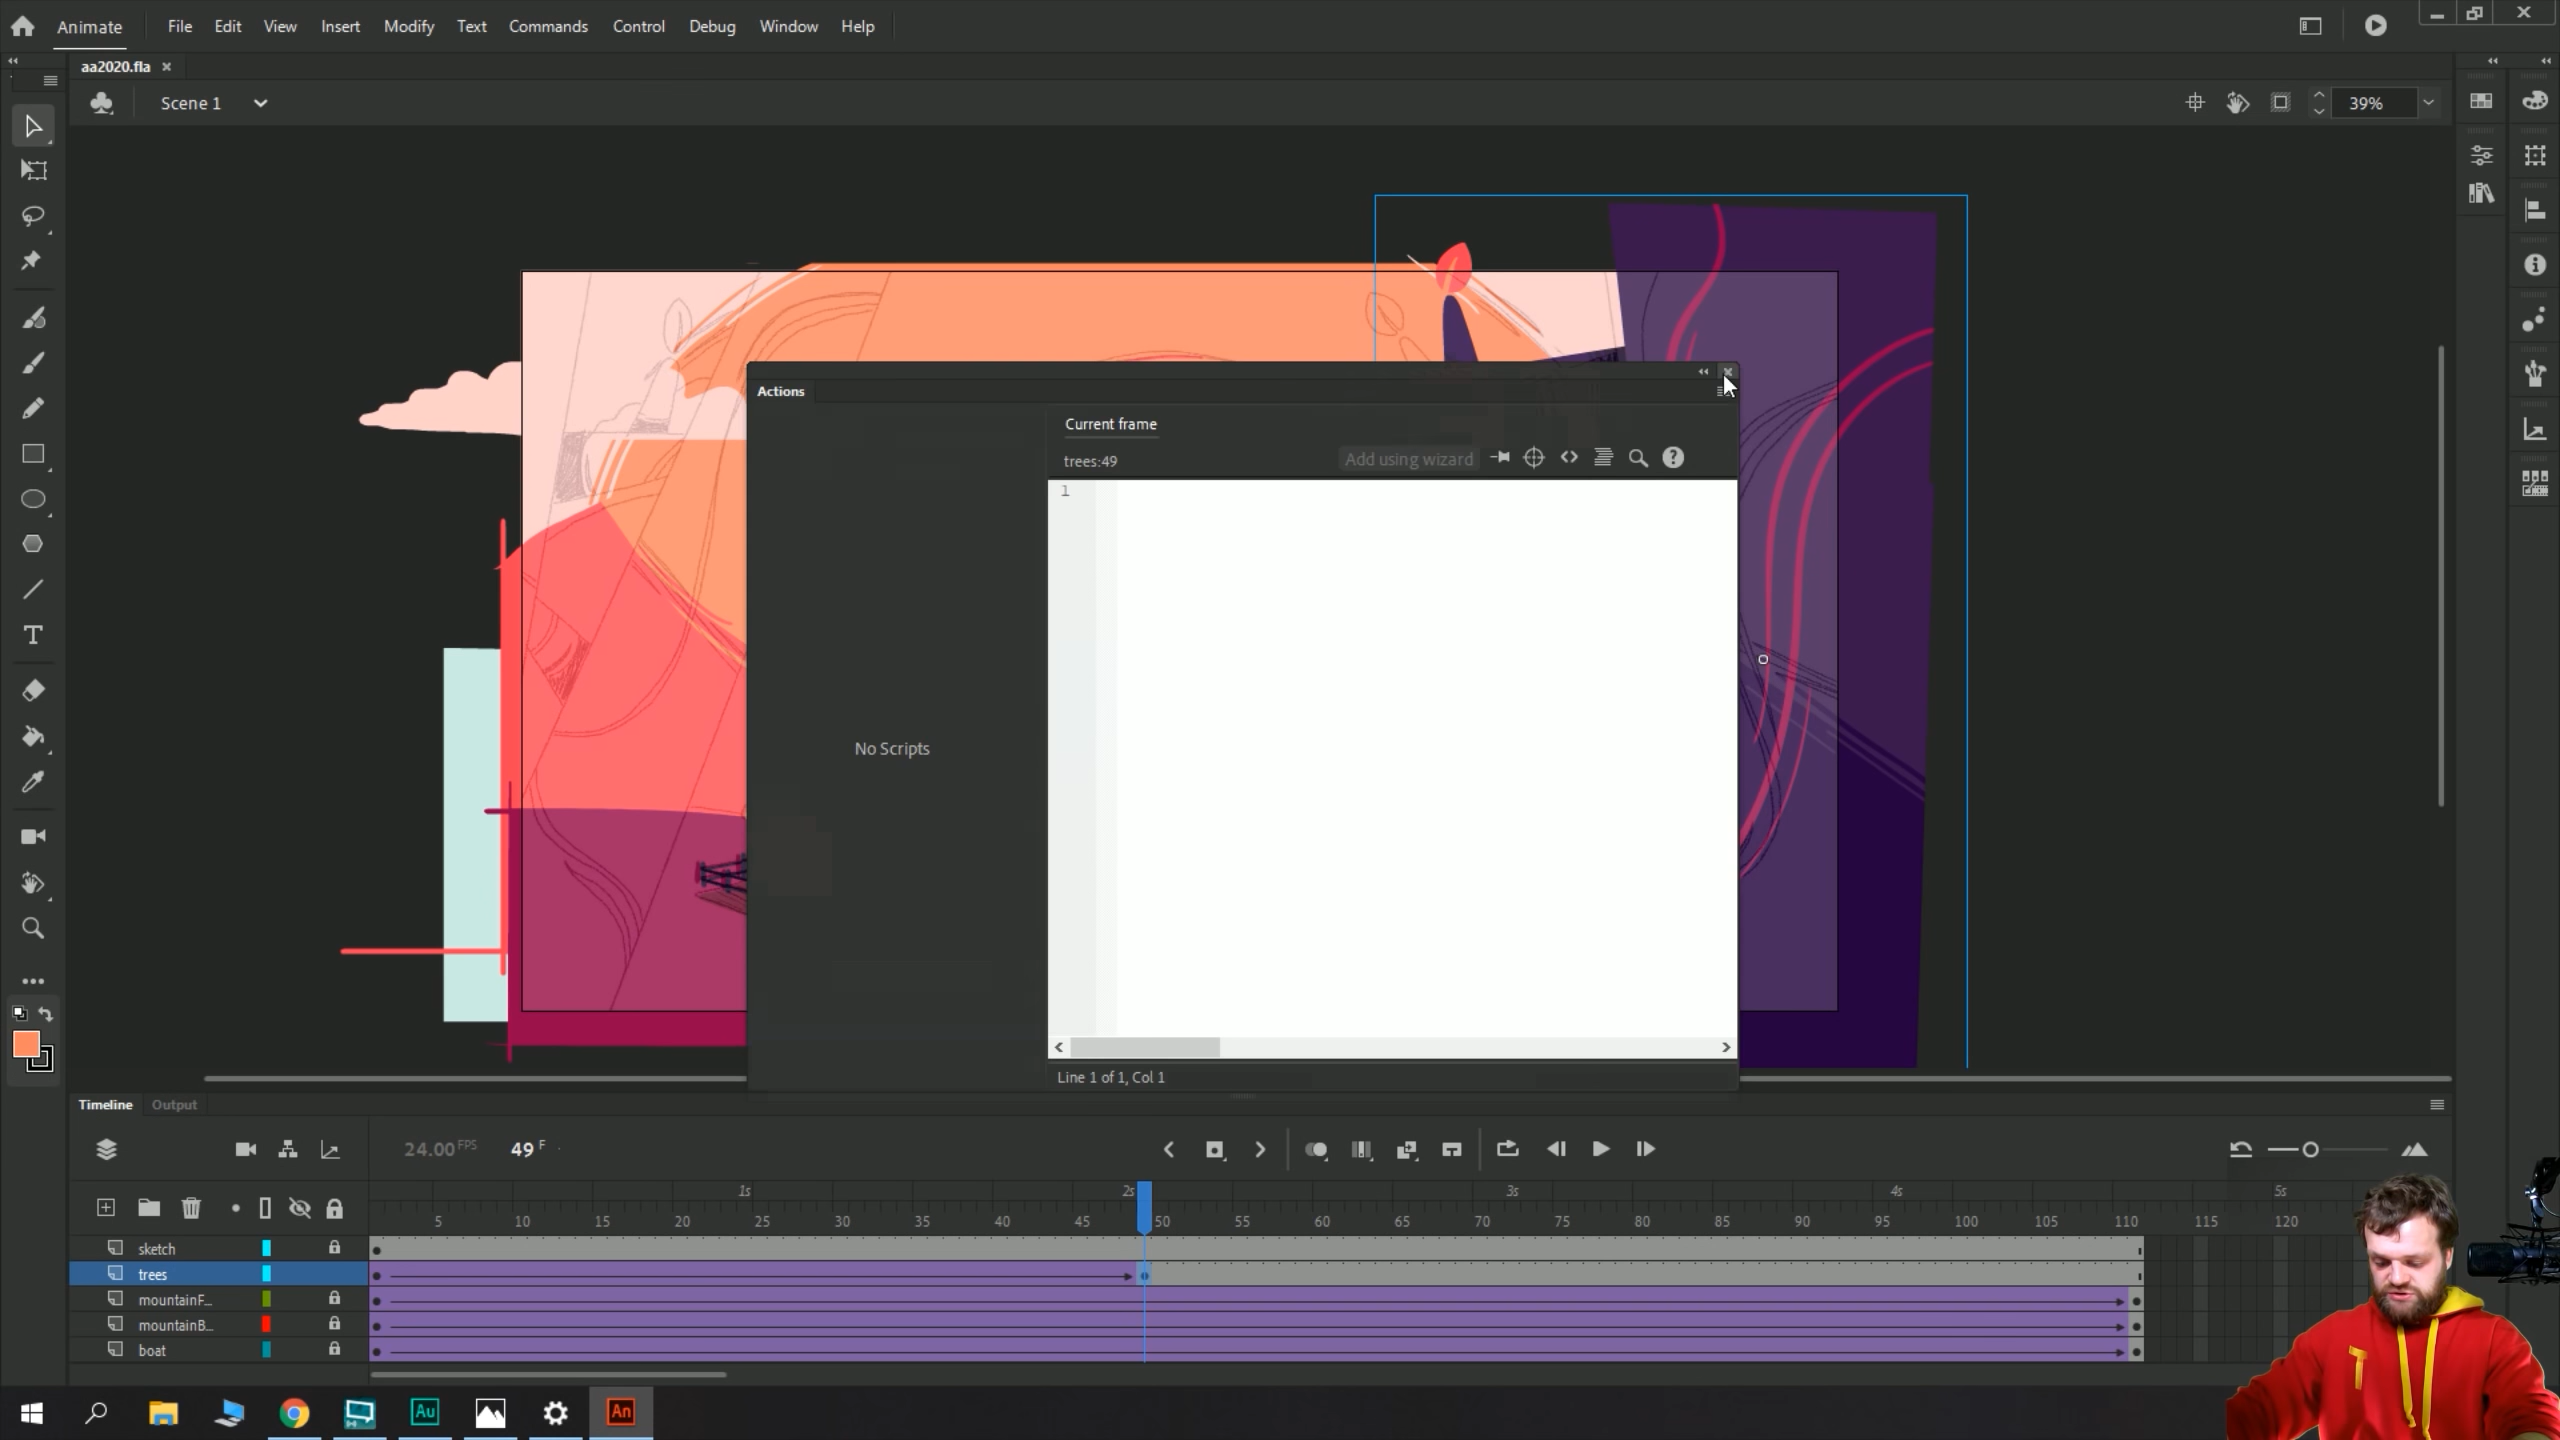 Animate File Edit View Insert Modify Text Commands Control Debug Window Help
aa2020.fla
Scene 1
39%
Actions
Current frame
trees:49
Add using wizard
1
No Scripts
Line 1 of 1, Col 1
Timeline Output
24.00 FPS 49 F
1s 2s 3s 4s 5s
5 10 15 20 25 30 35 40 45 50 55 60 65 70 75 80 85 90 95 100 105 110 115 120
sketch
trees
mountainF...
mountainB...
boat
Au An